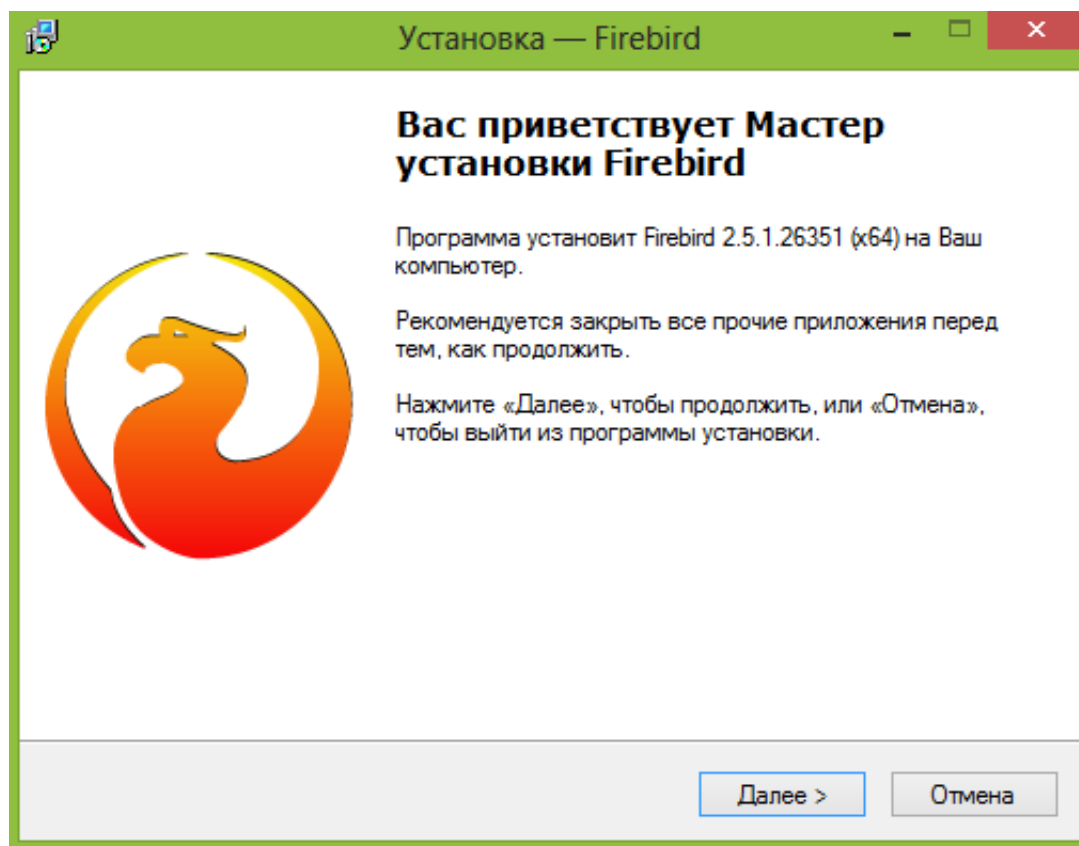 Установка — Firebird
Вас приветствует Мастер
установки Firebird
Программа установит Firebird 2.5.1.26351 (x64) на Ваш
компьютер.
Рекомендуется закрыть все прочие приложения перед
тем, как продолжить.
Нажмите «Далее», чтобы продолжить, или «Отмена»,
чтобы выйти из программы установки.
Далее >
Отмена